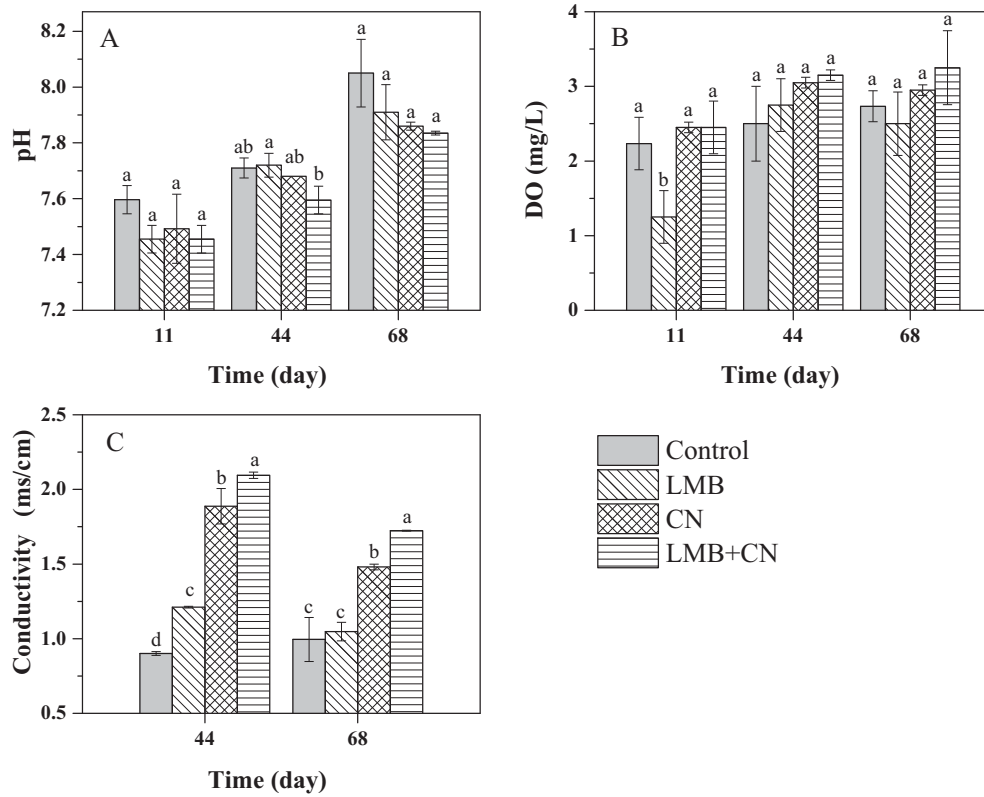 A
8.2
8.0
7.8
7.6
7.4
7.2
pH
a
a
a
a
ab
a
ab
b
a
a
a
a
11
44
68
Time (day)
B
4
3
2
1
0
DO (mg/L)
a
b
a
a
a
a
a
a
a
a
a
a
11
44
68
Time (day)
C
2.5
2.0
1.5
1.0
0.5
Conductivity (ms/cm)
d
c
b
a
c
c
b
a
44
68
Time (day)
Control
LMB
CN
LMB+CN